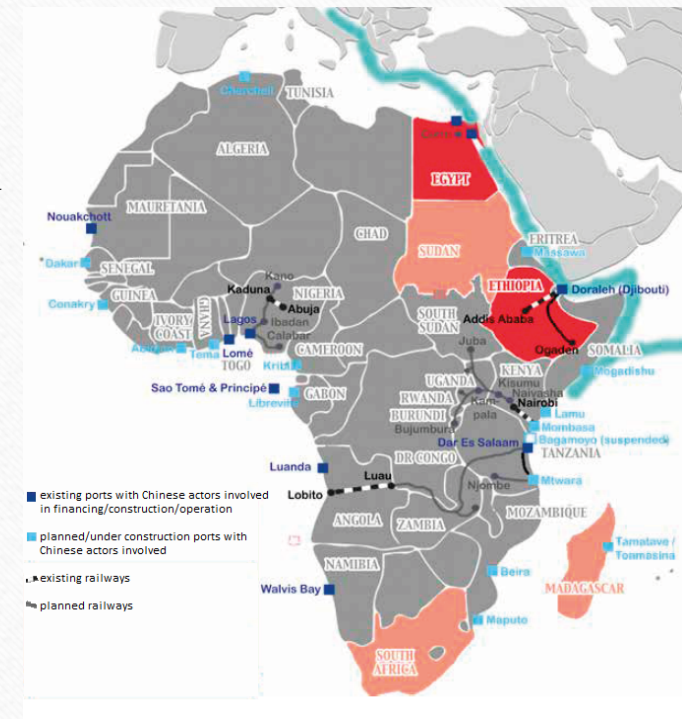 Cherchell
TUNISIA
ALGERIA
Cairo
EGYPT
Nouakchott
MAURETANIA
CHAD
SUDAN
ERITREA
Massawa
Dakar
SENEGAL
Kano
Kaduna
NIGERIA
ETHIOPIA
Doraleh (Djibouti)
GUINEA
Conakry
Abuja
IVORY
COAST
GHANA
Lagos
Ibadan
Calabar
SOUTH
SUDAN
Addis Ababa
Abidjan
Tema
Lomé
TOGO
CAMEROON
Juba
Ogaden
SOMALIA
Kribi
KENYA
Mogadishu
Sao Tomé & Principé
GABON
UGANDA
Kisumu
Libreville
RWANDA
Kam-
pala
Naivasha
Nairobi
BURUNDI
Lamu
Bujumbura
Mombasa
Dar Es Salaam
Bagamoyo (suspended)
DR CONGO
TANZANIA
Luanda
Luau
Njombe
Mtwara
Lobito
existing ports with Chinese actors involved
in financing/construction/operation
ANGOLA
ZAMBIA
MOZAMBIQUE
planned/under construction ports with
Chinese actors involved
Tamatave /
Toamasina
NAMIBIA
Beira
existing railways
Walvis Bay
MADAGASCAR
planned railways
Maputo
SOUTH
AFRICA